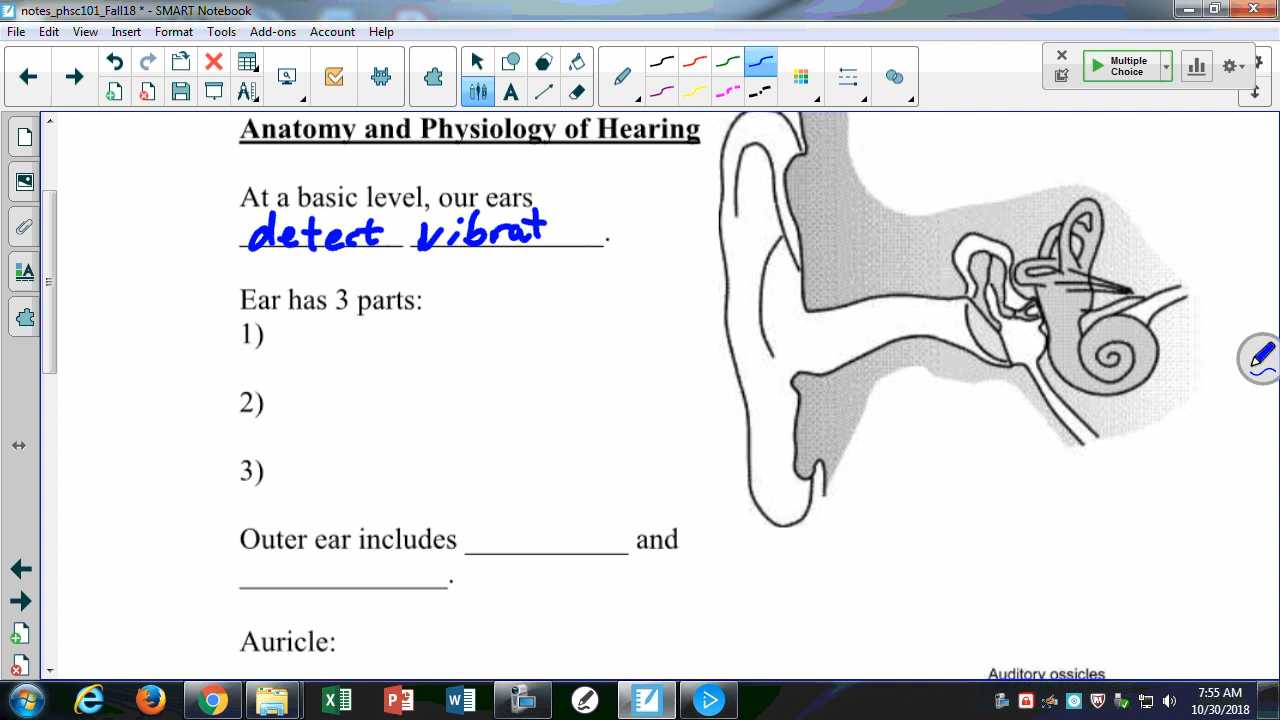 notes_phsc101_Fall18 * - SMART Notebook
File Edit View Insert Format Tools Add-ons Account Help
Multiple
Choice
Anatomy and Physiology of Hearing
At a basic level, our ears
detect vibrat.
Ear has 3 parts:
1)
2)
3)
Outer ear includes ____________ and
_______________.
Auricle:
Auditory ossicles
7:55 AM
10/30/2018